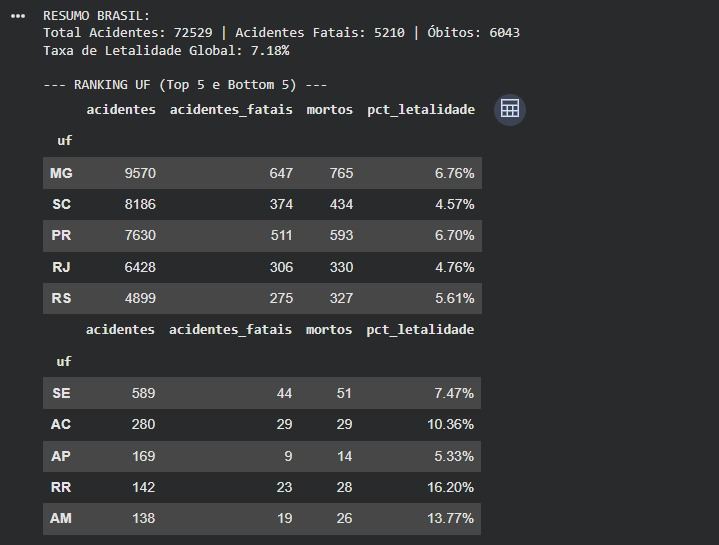 RESUMO BRASIL:
Total Acidentes: 72529 | Acidentes Fatais: 5210 | Óbitos: 6043
Taxa de Letalidade Global: 7.18%
--- RANKING UF (Top 5 e Bottom 5) ---
acidentes acidentes_fatais mortos pct_letalidade
uf
MG 9570 647 765 6.76%
SC 8186 374 434 4.57%
PR 7630 511 593 6.70%
RJ 6428 306 330 4.76%
RS 4899 275 327 5.61%
acidentes acidentes_fatais mortos pct_letalidade
uf
SE 589 44 51 7.47%
AC 280 29 29 10.36%
AP 169 9 14 5.33%
RR 142 23 28 16.20%
AM 138 19 26 13.77%